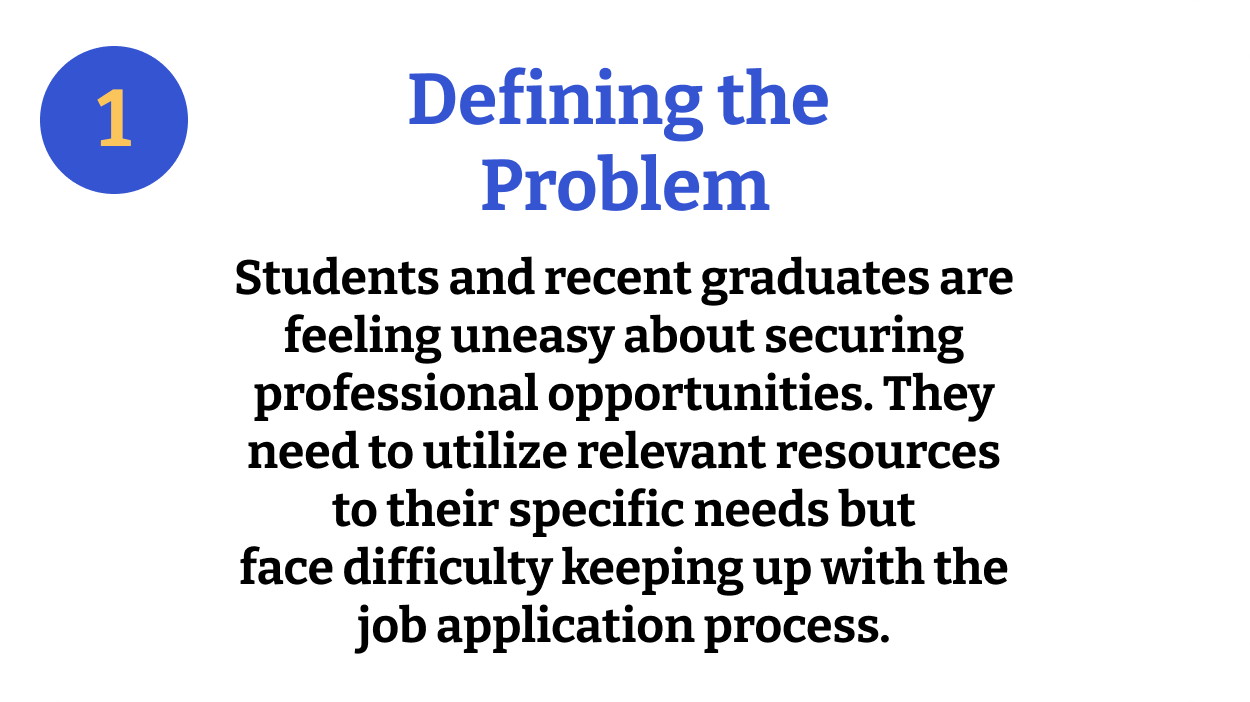 1
Defining the
Problem
Students and recent graduates are
feeling uneasy about securing
professional opportunities. They
need to utilize relevant resources
to their specific needs but
face difficulty keeping up with the
job application process.